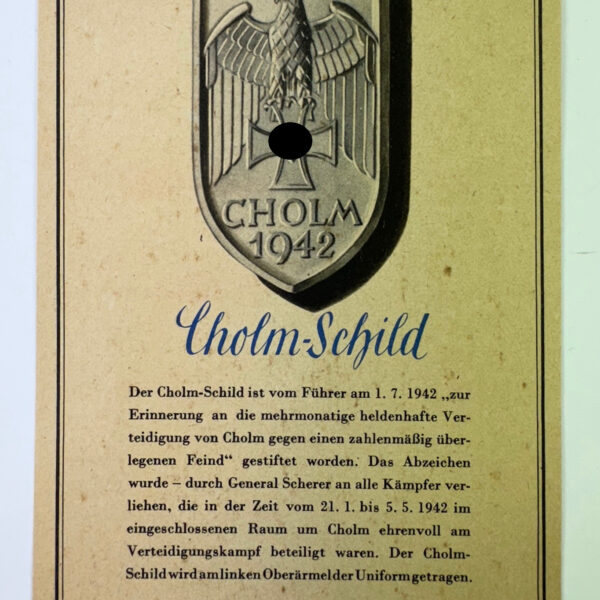 CHOLM
1942
Cholm-Schild
Der Cholm-Schild ist vom Führer am 1. 7. 1942 „zur
Erinnerung an die mehrmonatige heldenhafte Ver-
teidigung von Cholm gegen einen zahlenmäßig über-
legenen Feind“ gestiftet worden. Das Abzeichen
wurde – durch General Scherer an alle Kämpfer ver-
liehen, die in der Zeit vom 21. 1. bis 5. 5. 1942 im
eingeschlossenen Raum um Cholm ehrenvoll am
Verteidigungskampf beteiligt waren. Der Cholm-
Schild wird am linken Oberärmel der Uniform getragen.